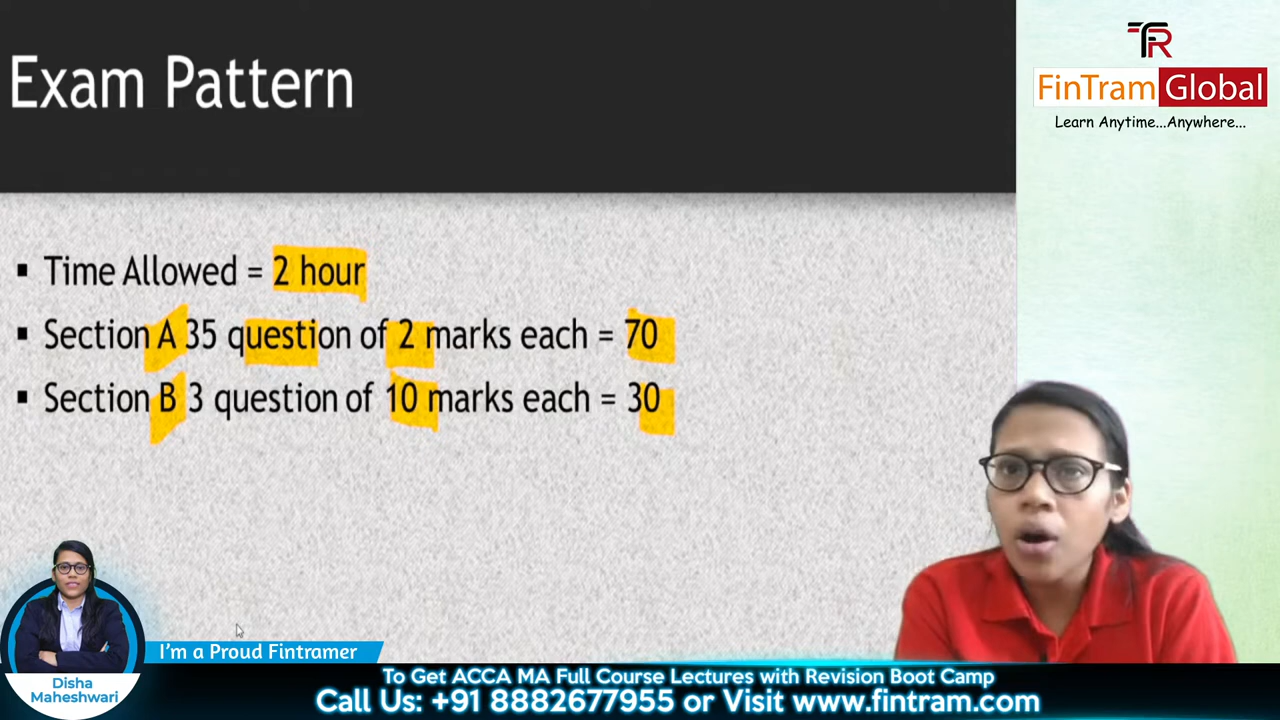 Exam Pattern
TR
FinTram Global
Learn Anytime...Anywhere...
▪ Time Allowed = 2 hour
▪ Section A 35 question of 2 marks each = 70
▪ Section B 3 question of 10 marks each = 30
I'm a Proud Fintramer
Disha
Maheshwari
To Get ACCA MA Full Course Lectures with Revision Boot Camp
Call Us: +91 8882677955 or Visit www.fintram.com